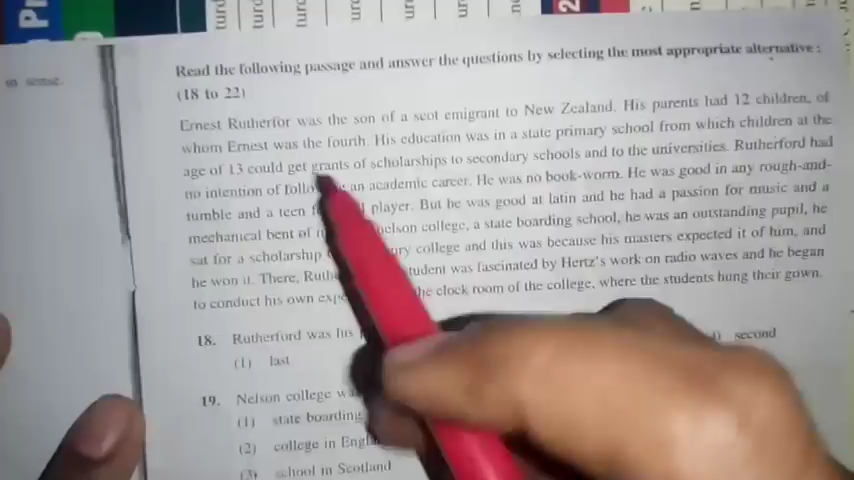 Read the following passage and answer the questions by selecting the most appropriate alternative :
(18 to 22)
Ernest Rutherfor was the son of a scot emigrant to New Zealand. His parents had 12 children, of
whom Ernest was the fourth. His education was in a state primary school from which children at the
age of 13 could get grants of scholarships to secondary schools and to the universities. Rutherford had
no intention of an academic career. He was no book-worm. He was good in any rough-and-
tumble and a teen player. But he was good at latin and he had a passion for music and a
mechanical bent of nelson college, a state boarding school, he was an outstanding pupil, he
sat for a scholarship college and this was because his masters expected it of him, and
he won it. There, was fascinated by Hertz's work on radio waves and he began
to conduct his own the clock room of the college, where the students hung their gown.
18. Rutherford was his
(1) last
second
19. Nelson college
(1) state boarding
(2) college in
(3) school in Scotland